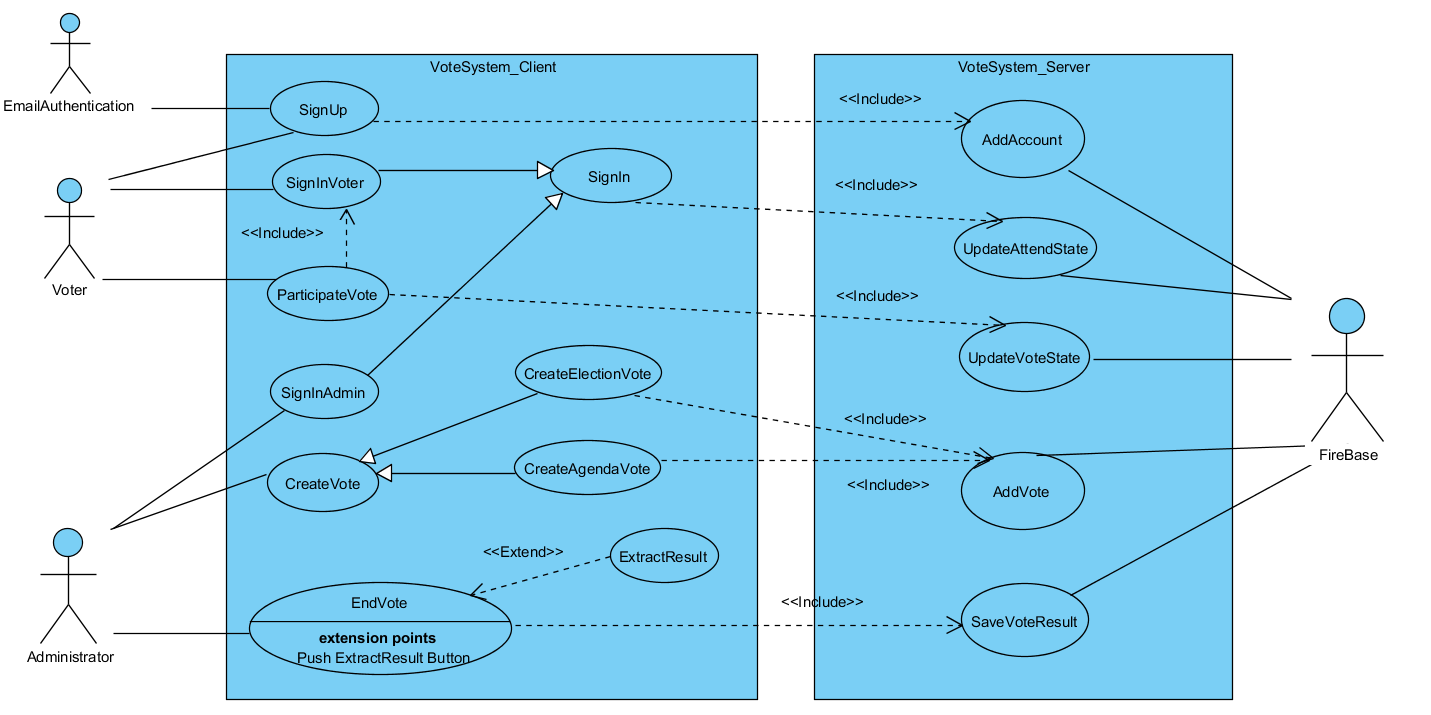 VoteSystem_Client
VoteSystem_Server
EmailAuthentication
SignUp
<<Include>>
AddAccount
SignInVoter
SignIn
<<Include>>
<<Include>>
UpdateAttendState
Voter
ParticipateVote
<<Include>>
UpdateVoteState
SignInAdmin
CreateElectionVote
<<Include>>
FireBase
CreateVote
CreateAgendaVote
<<Include>>
AddVote
<<Extend>>
ExtractResult
EndVote
extension points
Push ExtractResult Button
<<Include>>
SaveVoteResult
Administrator